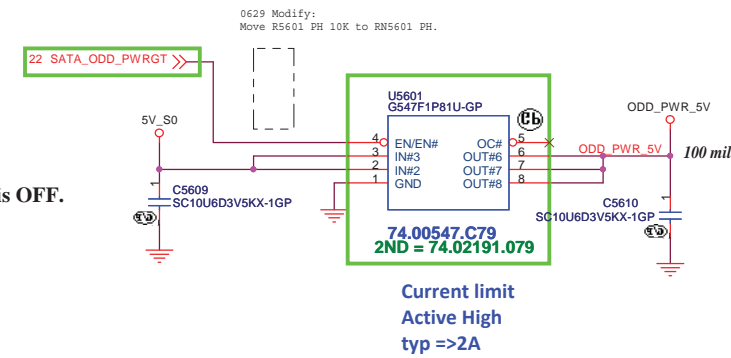 0629 Modify:
Move R5601 PH 10K to RN5601 PH.
22 SATA_ODD_PWRGT
5V_S0
U5601
G547F1P81U-GP
4
3
2
1
EN/EN#
IN#3
IN#2
GND
OC#
OUT#6
OUT#7
OUT#8
5
6
7
8
ODD_PWR_5V
ODD_PWR_5V
100 mil
is OFF.
1
C5609
SC10U6D3V5KX-1GP
1
C5610
SC10U6D3V5KX-1GP
74.00547.C79
2ND = 74.02191.079
Current limit
Active High
typ =>2A